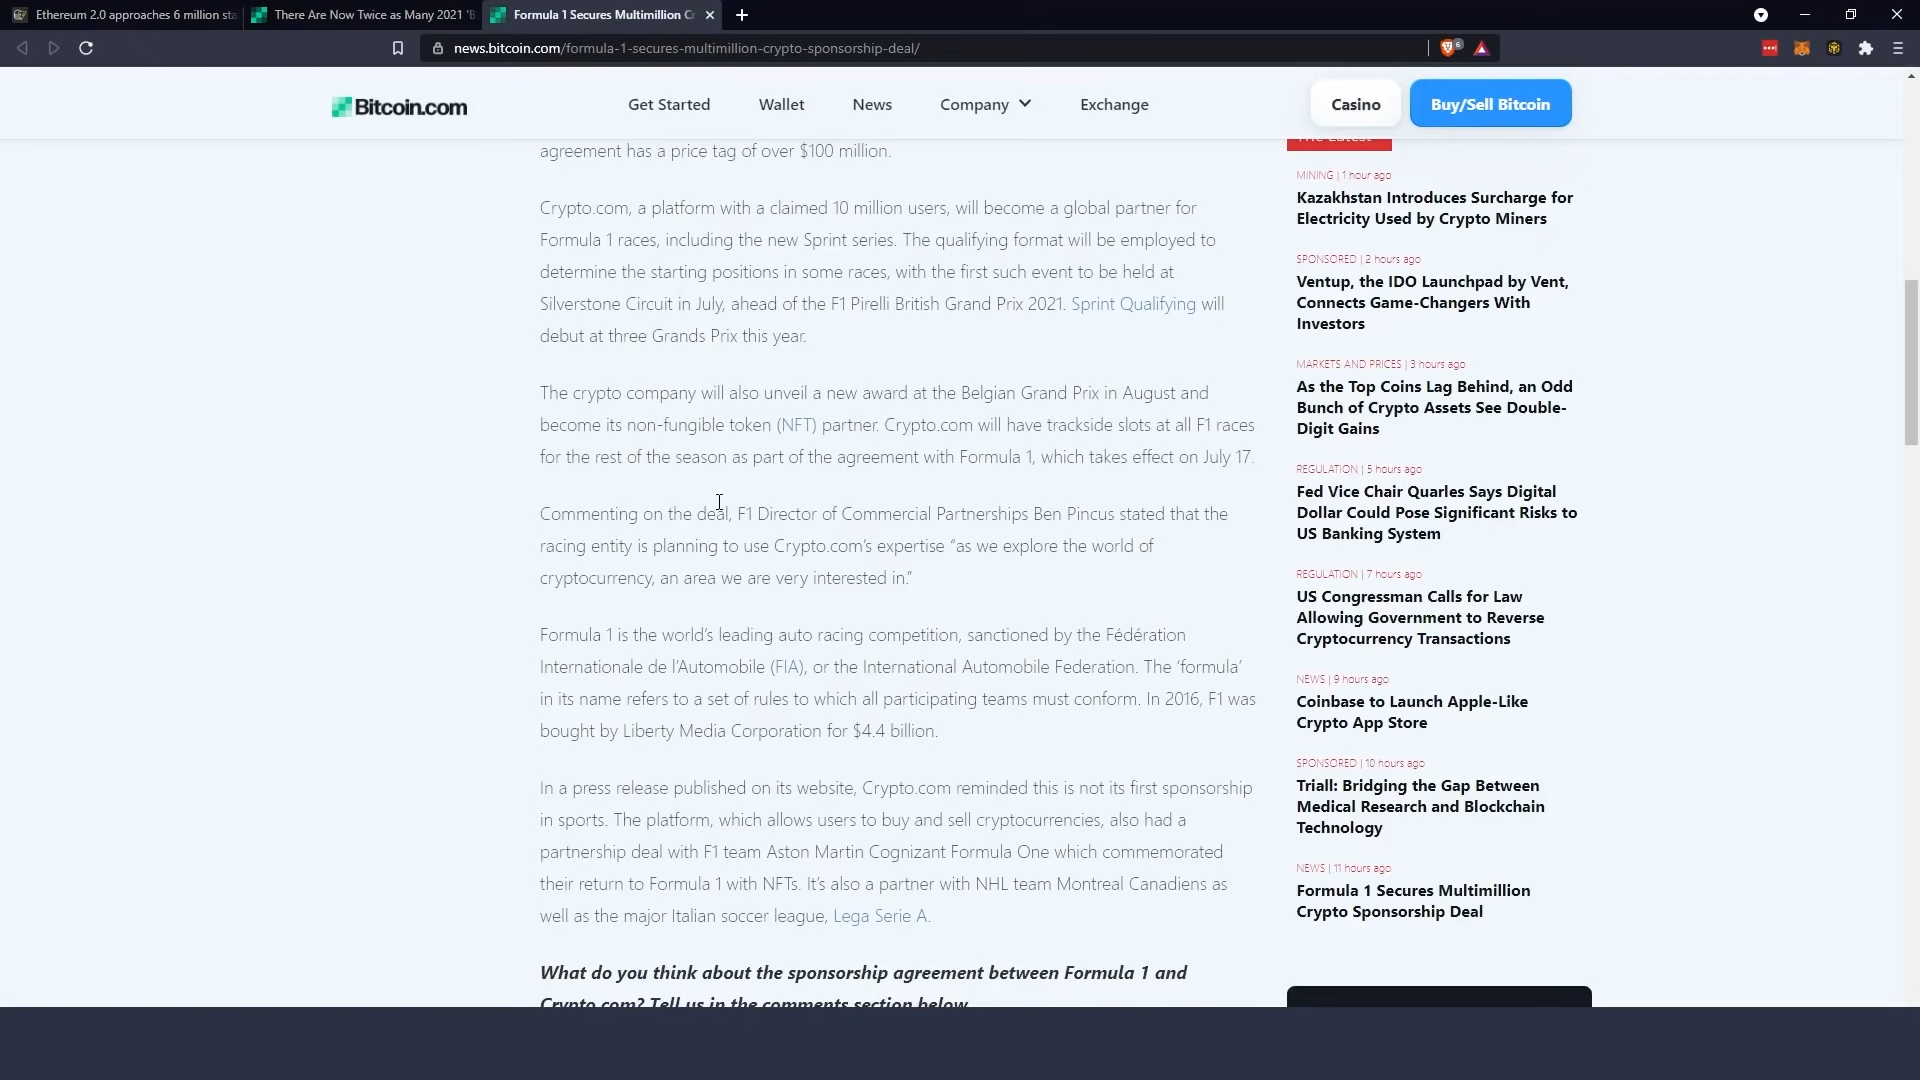 Ethereum 2.0 approaches 6 million sta
There Are Now Twice as Many 2021 'B
Formula 1 Secures Multimillion Cr
news.bitcoin.com/formula-1-secures-multimillion-crypto-sponsorship-deal/
6
Bitcoin.com
Get Started
Wallet
News
Company
Exchange
Casino
Buy/Sell Bitcoin
agreement has a price tag of over $100 million.
Crypto.com, a platform with a claimed 10 million users, will become a global partner for
Formula 1 races, including the new Sprint series. The qualifying format will be employed to
determine the starting positions in some races, with the first such event to be held at
Silverstone Circuit in July, ahead of the F1 Pirelli British Grand Prix 2021. Sprint Qualifying will
debut at three Grands Prix this year.
The crypto company will also unveil a new award at the Belgian Grand Prix in August and
become its non-fungible token (NFT) partner. Crypto.com will have trackside slots at all F1 races
for the rest of the season as part of the agreement with Formula 1, which takes effect on July 17.
Commenting on the deal, F1 Director of Commercial Partnerships Ben Pincus stated that the
racing entity is planning to use Crypto.com's expertise “as we explore the world of
cryptocurrency, an area we are very interested in.”
Formula 1 is the world's leading auto racing competition, sanctioned by the Fédération
Internationale de l'Automobile (FIA), or the International Automobile Federation. The ‘formula’
in its name refers to a set of rules to which all participating teams must conform. In 2016, F1 was
bought by Liberty Media Corporation for $4.4 billion.
In a press release published on its website, Crypto.com reminded this is not its first sponsorship
in sports. The platform, which allows users to buy and sell cryptocurrencies, also had a
partnership deal with F1 team Aston Martin Cognizant Formula One which commemorated
their return to Formula 1 with NFTs. It's also a partner with NHL team Montreal Canadiens as
well as the major Italian soccer league, Lega Serie A.
What do you think about the sponsorship agreement between Formula 1 and
Crypto.com? Tell us in the comments section below.
The Latest
MINING | 1 hour ago
Kazakhstan Introduces Surcharge for
Electricity Used by Crypto Miners
SPONSORED | 2 hours ago
Ventup, the IDO Launchpad by Vent,
Connects Game-Changers With
Investors
MARKETS AND PRICES | 3 hours ago
As the Top Coins Lag Behind, an Odd
Bunch of Crypto Assets See Double-
Digit Gains
REGULATION | 5 hours ago
Fed Vice Chair Quarles Says Digital
Dollar Could Pose Significant Risks to
US Banking System
REGULATION | 7 hours ago
US Congressman Calls for Law
Allowing Government to Reverse
Cryptocurrency Transactions
NEWS | 9 hours ago
Coinbase to Launch Apple-Like
Crypto App Store
SPONSORED | 10 hours ago
Triall: Bridging the Gap Between
Medical Research and Blockchain
Technology
NEWS | 11 hours ago
Formula 1 Secures Multimillion
Crypto Sponsorship Deal